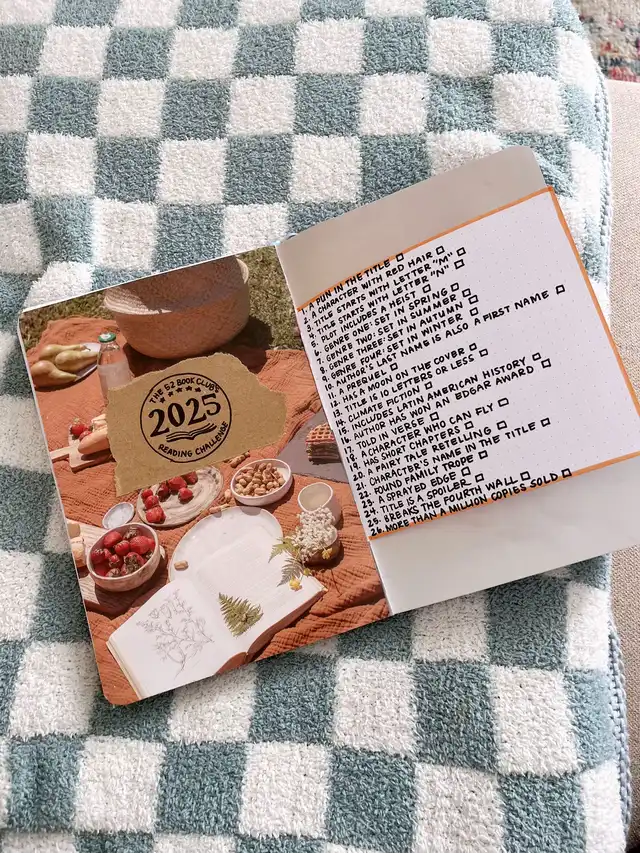 THE 52 BOOK CLUB'S
2025
READING CHALLENGE
1. A PUN IN THE TITLE
2. A CHARACTER WITH RED HAIR
3. TITLE STARTS WITH LETTER "M"
4. TITLE STARTS WITH LETTER "N"
5. PLOT INCLUDES A HEIST
6. GENRE ONE: SET IN SPRING
7. GENRE TWO: SET IN SUMMER
8. GENRE THREE: SET IN AUTUMN
9. GENRE FOUR: SET IN WINTER
10. AUTHOR'S LAST NAME IS ALSO A FIRST NAME
11. A PREQUEL
12. HAS A MOON ON THE COVER
13. TITLE IS 10 LETTERS OR LESS
14. CLIMATE FICTION
15. INCLUDES LATIN AMERICAN HISTORY
16. AUTHOR HAS WON AN EDGAR AWARD
17. TOLD IN VERSE
18. A CHARACTER WHO CAN FLY
19. HAS SHORT CHAPTERS
20. A FAIRY TALE RETELLING
21. CHARACTER'S NAME IN THE TITLE
22. FOUND FAMILY TROPE
23. A SPRAYED EDGE
24. TITLE IS A SPOILER
25. BREAKS THE FOURTH WALL
26. MORE THAN A MILLION COPIES SOLD